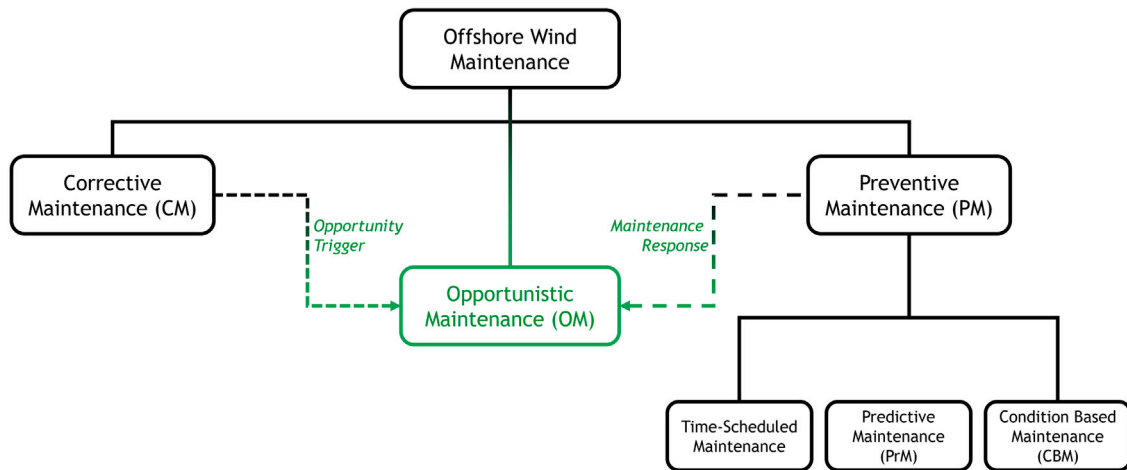 Offshore Wind
Maintenance
Corrective
Maintenance (CM)
Preventive
Maintenance (PM)
Opportunity
Trigger
Maintenance
Response
Opportunistic
Maintenance (OM)
Time-Scheduled
Maintenance
Predictive
Maintenance
(PrM)
Condition Based
Maintenance
(CBM)